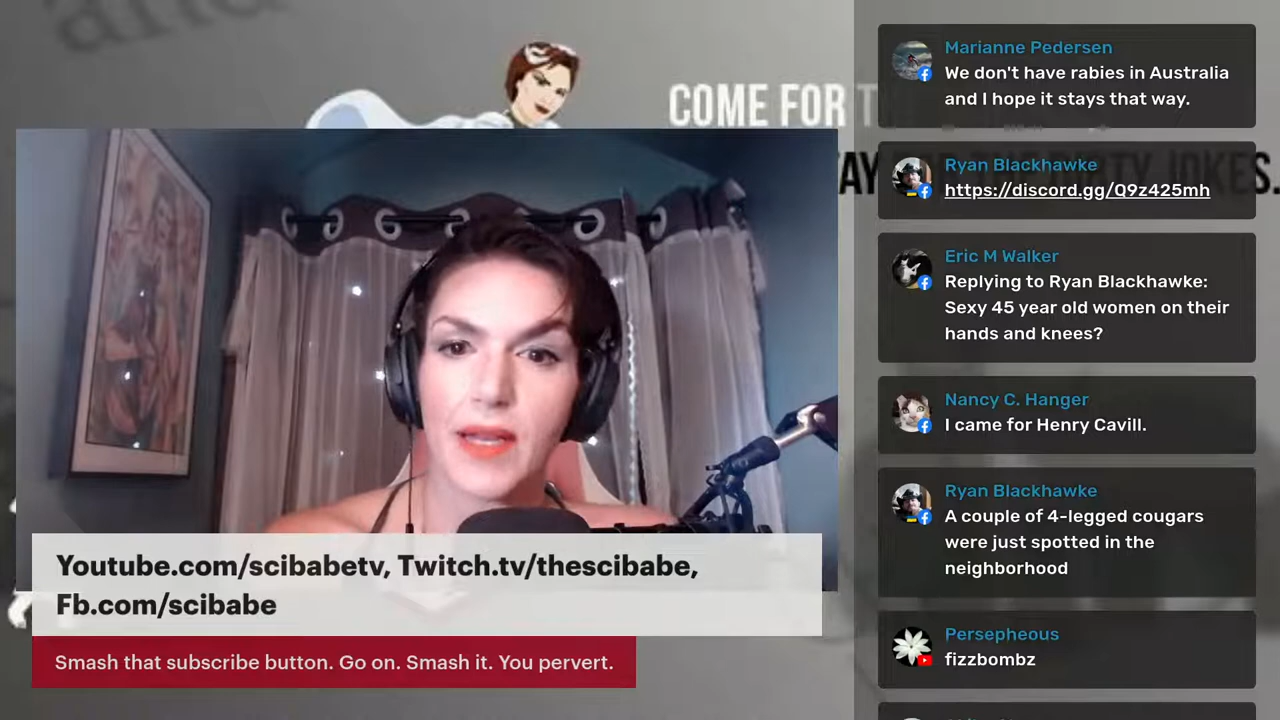 and
COME FOR T
AY
JOKES.
Youtube.com/scibabetv, Twitch.tv/thescibabe,
Fb.com/scibabe
Smash that subscribe button. Go on. Smash it. You pervert.
Marianne Pedersen
We don't have rabies in Australia
and I hope it stays that way.
Ryan Blackhawke
https://discord.gg/Q9z425mh
Eric M Walker
Replying to Ryan Blackhawke:
Sexy 45 year old women on their
hands and knees?
Nancy C. Hanger
I came for Henry Cavill.
Ryan Blackhawke
A couple of 4-legged cougars
were just spotted in the
neighborhood
Persepheous
fizzbombz